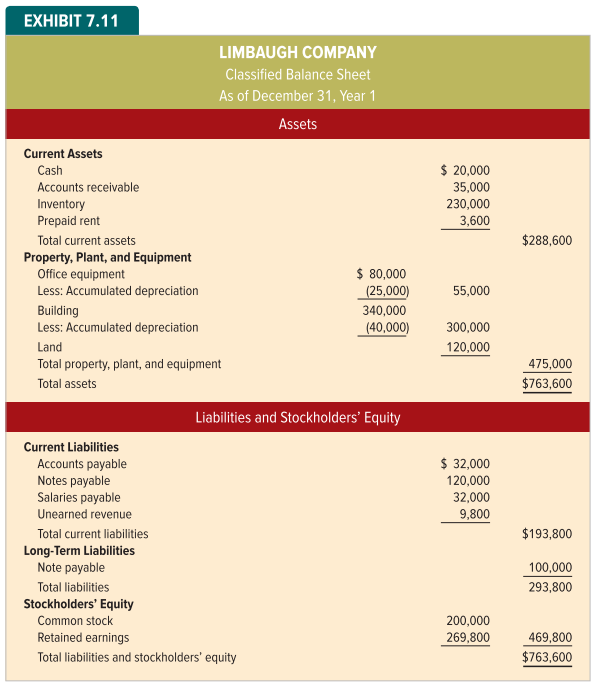 EXHIBIT 7.11
LIMBAUGH COMPANY
Classified Balance Sheet
As of December 31, Year 1
Assets
Current Assets
Cash $ 20,000
Accounts receivable 35,000
Inventory 230,000
Prepaid rent 3,600
Total current assets $288,600
Property, Plant, and Equipment
Office equipment $ 80,000
Less: Accumulated depreciation (25,000) 55,000
Building 340,000
Less: Accumulated depreciation (40,000) 300,000
Land 120,000
Total property, plant, and equipment 475,000
Total assets $763,600
Liabilities and Stockholders’ Equity
Current Liabilities
Accounts payable $ 32,000
Notes payable 120,000
Salaries payable 32,000
Unearned revenue 9,800
Total current liabilities $193,800
Long-Term Liabilities
Note payable 100,000
Total liabilities 293,800
Stockholders’ Equity
Common stock 200,000
Retained earnings 269,800 469,800
Total liabilities and stockholders’ equity $763,600